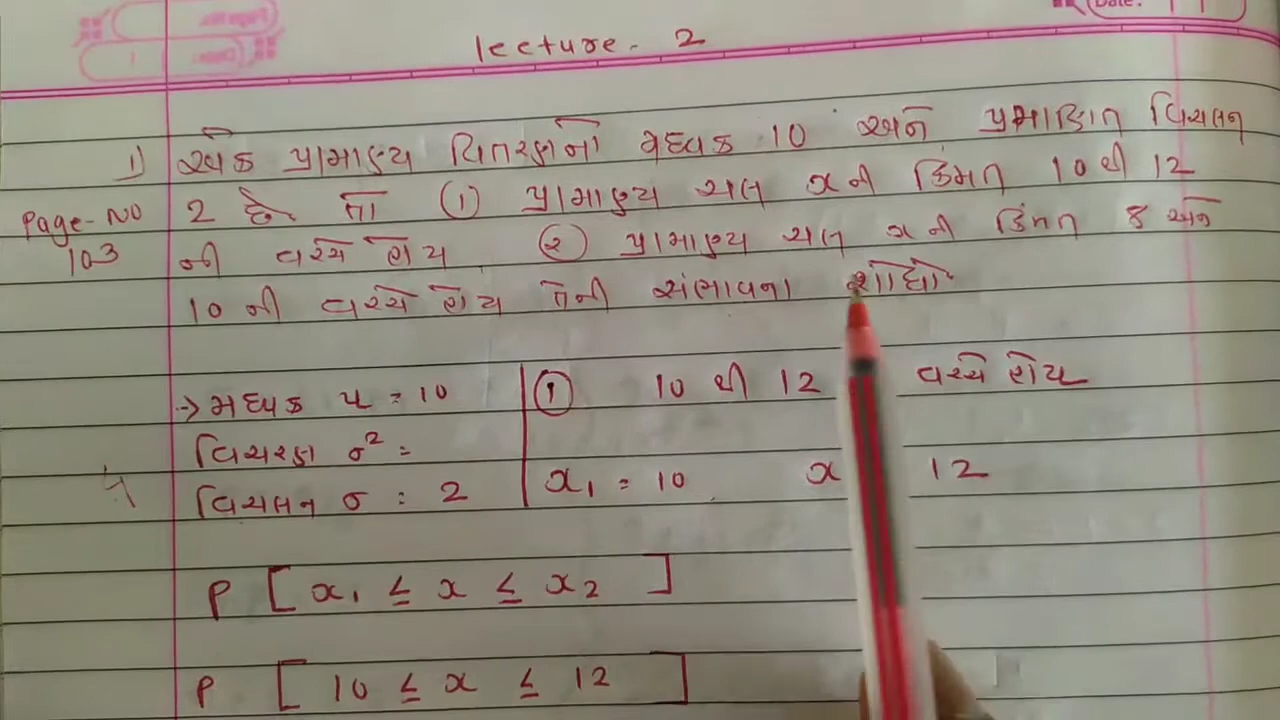 Date:
lecture - 2
1) એક પ્રામાણ્ય વિતરણનો મધ્યક 10 અને પ્રમાણિત વિચલન
Page-No 2 છે તો (1) પ્રામાણ્ય ચલ x ની કિંમત 10 થી 12
103 ની વચ્ચે હોય (૨) પ્રામાણ્ય ચલ x ની કિંમત 8 અને
10 ની વચ્ચે હોય તેની સંભાવના શોધો
→ મધ્યક μ = 10
વિચરણ σ² =
વિચલન σ = 2
(1) 10 થી 12 વચ્ચે હોય
x₁ = 10 x 12
P [ x₁ ≤ x ≤ x₂ ]
P [ 10 ≤ x ≤ 12 ]